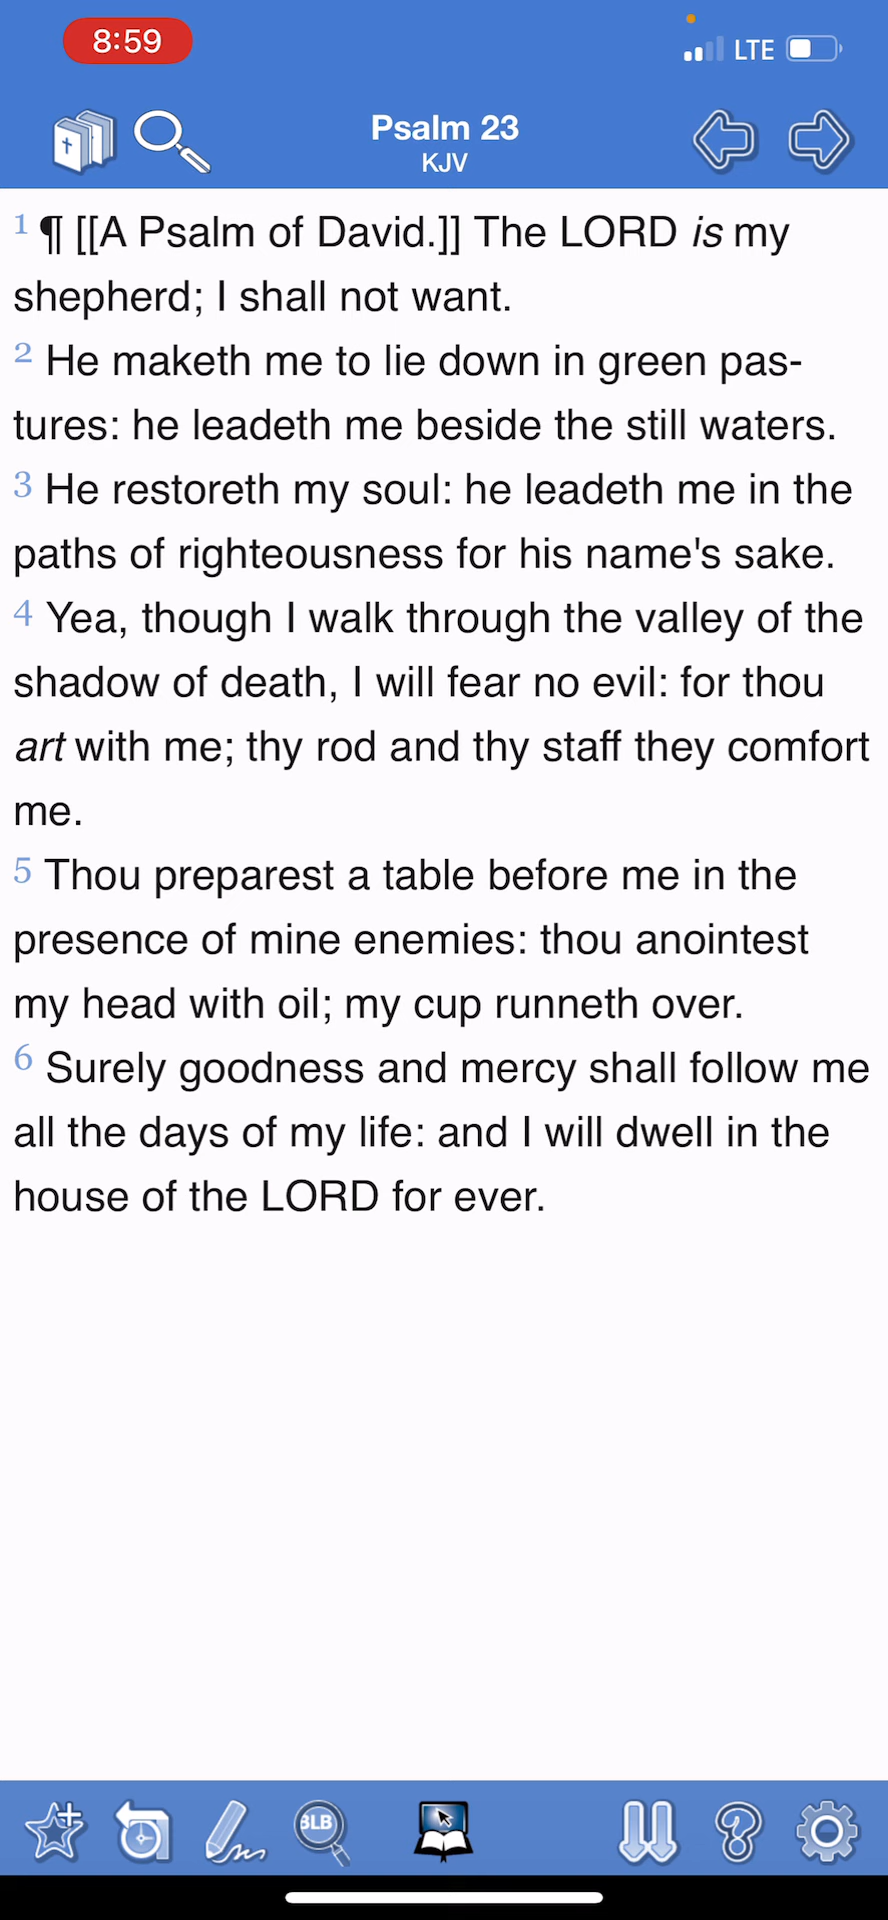 8:59
LTE
Psalm 23
KJV
1 ¶ [[A Psalm of David.]] The LORD is my
shepherd; I shall not want.
2 He maketh me to lie down in green pas-
tures: he leadeth me beside the still waters.
3 He restoreth my soul: he leadeth me in the
paths of righteousness for his name's sake.
4 Yea, though I walk through the valley of the
shadow of death, I will fear no evil: for thou
art with me; thy rod and thy staff they comfort
me.
5 Thou preparest a table before me in the
presence of mine enemies: thou anointest
my head with oil; my cup runneth over.
6 Surely goodness and mercy shall follow me
all the days of my life: and I will dwell in the
house of the LORD for ever.
BLB
?